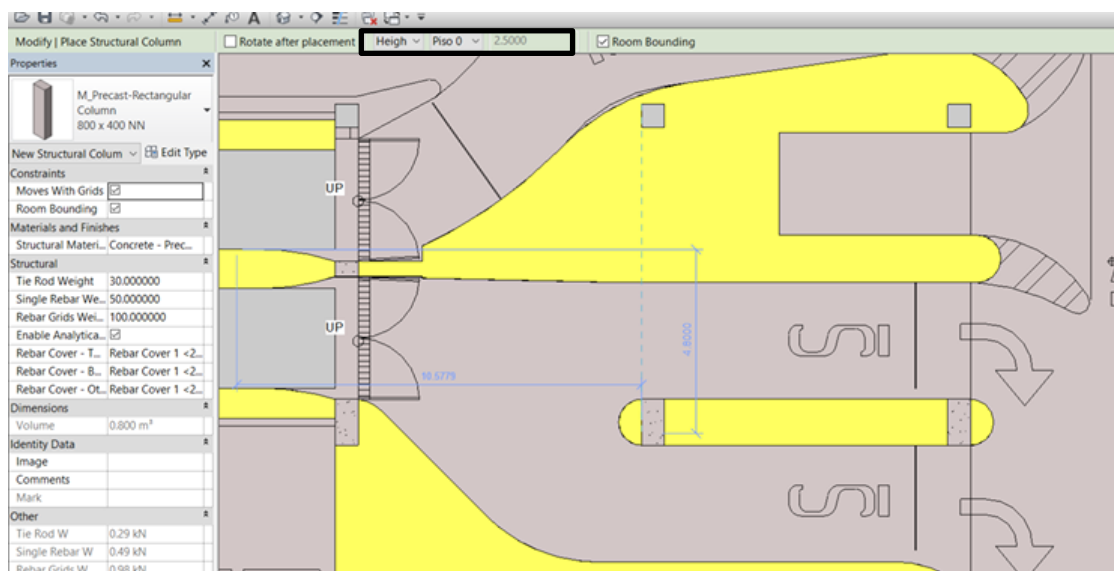 Modify | Place Structural Column Rotate after placement Heigh Piso 0 2.5000 Room Bounding
Properties
M_Precast-Rectangular
Column
800 x 400 NN
New Structural Colum Edit Type
Constraints
Moves With Grids
Room Bounding
Materials and Finishes
Structural Materi... Concrete - Prec...
Structural
Tie Rod Weight 30.000000
Single Rebar We... 50.000000
Rebar Grids Wei... 100.000000
Enable Analytica...
Rebar Cover - T... Rebar Cover 1 <2...
Rebar Cover - B... Rebar Cover 1 <2...
Rebar Cover - Ot... Rebar Cover 1 <2...
Dimensions
Volume 0.800 m³
Identity Data
Image
Comments
Mark
Other
Tie Rod W 0.29 kN
Single Rebar W 0.49 kN
Rebar Grids W 0.98 kN
UP
UP
10.5779
4.8000